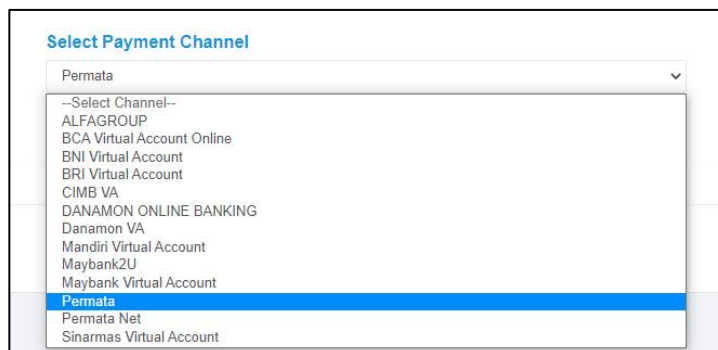 Select Payment Channel
Permata
--Select Channel--
ALFAGROUP
BCA Virtual Account Online
BNI Virtual Account
BRI Virtual Account
CIMB VA
DANAMON ONLINE BANKING
Danamon VA
Mandiri Virtual Account
Maybank2U
Maybank Virtual Account
Permata
Permata Net
Sinarmas Virtual Account